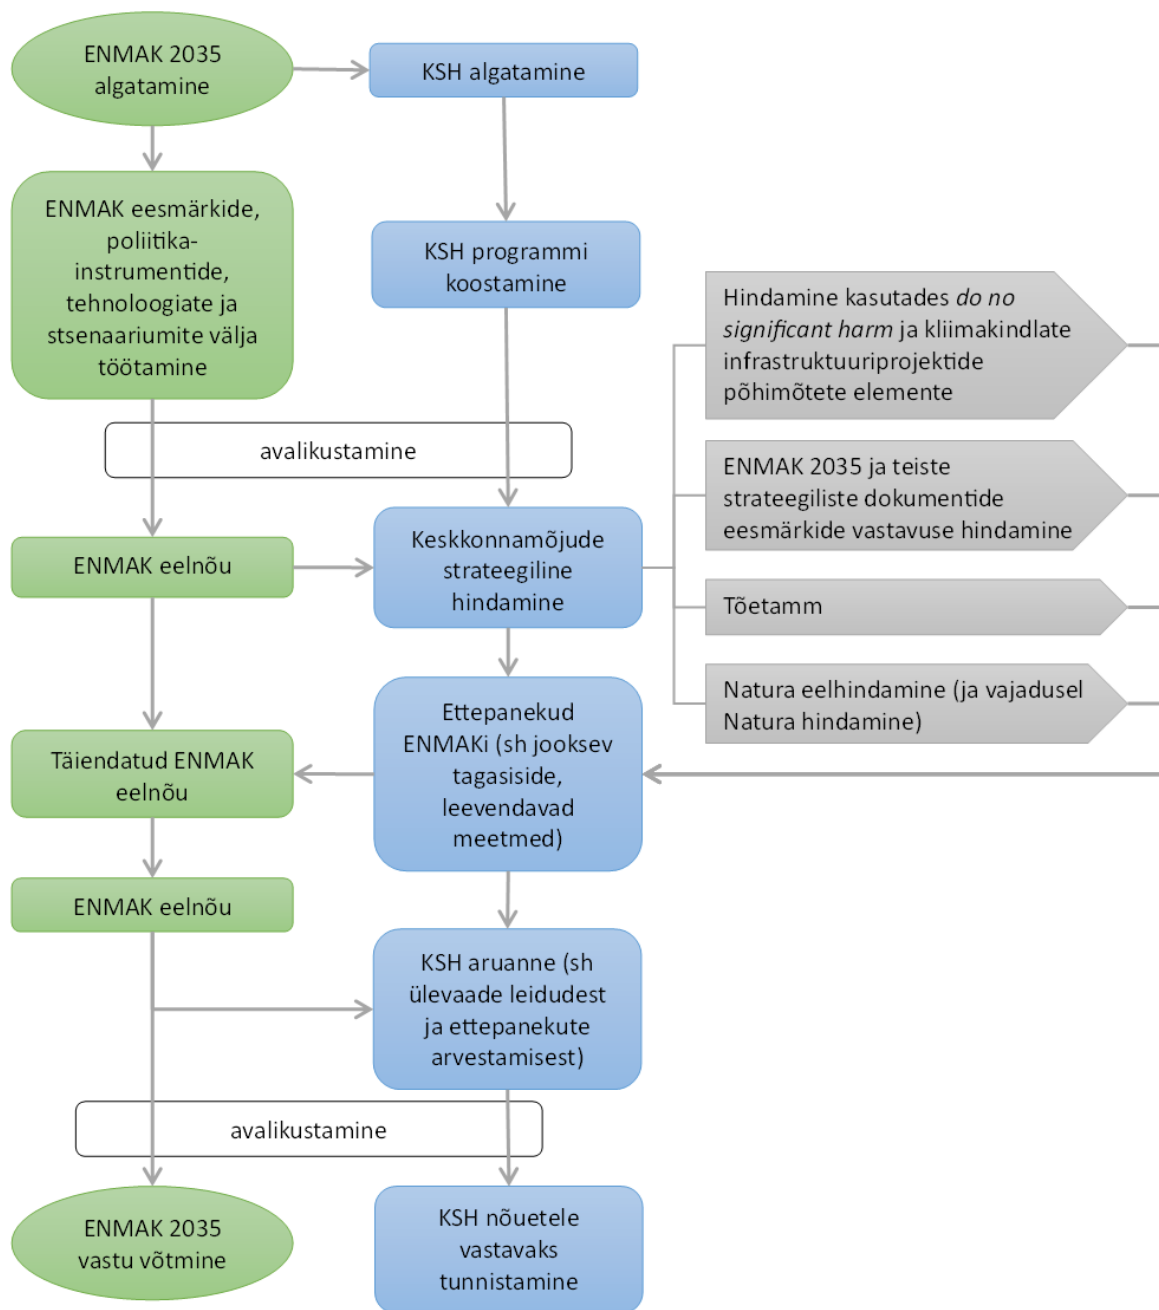 ENMAK 2035
algatamine
KSH algatamine
ENMAK eesmärkide,
poliitika-
instrumentide,
tehnoloogiate ja
stsenaariumite välja
töötamine
KSH programmi
koostamine
Hindamine kasutades do no
significant harm ja kliimakindlate
infrastruktuuriprojektide
põhimõtete elemente
avalikustamine
ENMAK 2035 ja teiste
strateegiliste dokumentide
eesmärkide vastavuse hindamine
ENMAK eelnõu
Keskkonnamõjude
strateegiline
hindamine
Tõetamm
Natura eelhindamine (ja vajadusel
Natura hindamine)
Täiendatud ENMAK
eelnõu
Ettepanekud
ENMAKi (sh jooksev
tagasiside,
leevendavad
meetmed)
ENMAK eelnõu
KSH aruanne (sh
ülevaade leidudest
ja ettepanekute
arvestamisest)
avalikustamine
ENMAK 2035
vastu võtmine
KSH nõuetele
vastavaks
tunnistamine